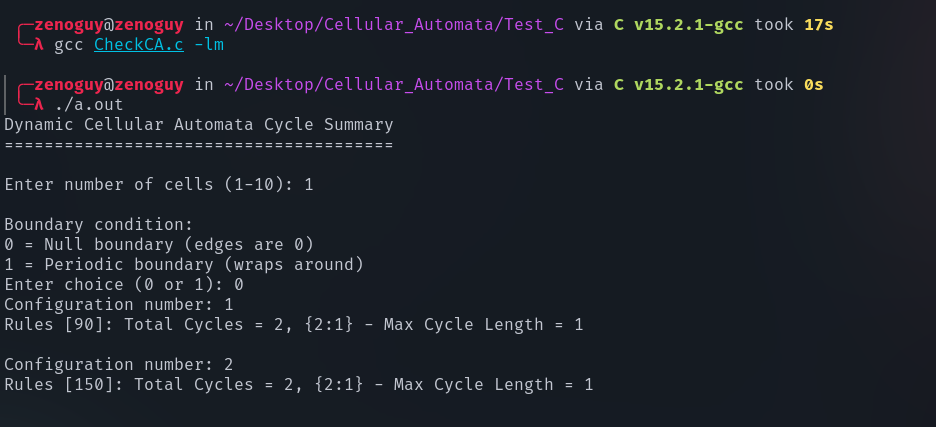 ╭─zenoguy@zenoguy in ~/Desktop/Cellular_Automata/Test_C via C v15.2.1-gcc took 17s
╰─λ gcc CheckCA.c -lm
╭─zenoguy@zenoguy in ~/Desktop/Cellular_Automata/Test_C via C v15.2.1-gcc took 0s
╰─λ ./a.out
Dynamic Cellular Automata Cycle Summary
=======================================
Enter number of cells (1-10): 1
Boundary condition:
0 = Null boundary (edges are 0)
1 = Periodic boundary (wraps around)
Enter choice (0 or 1): 0
Configuration number: 1
Rules [90]: Total Cycles = 2, {2:1} - Max Cycle Length = 1
Configuration number: 2
Rules [150]: Total Cycles = 2, {2:1} - Max Cycle Length = 1